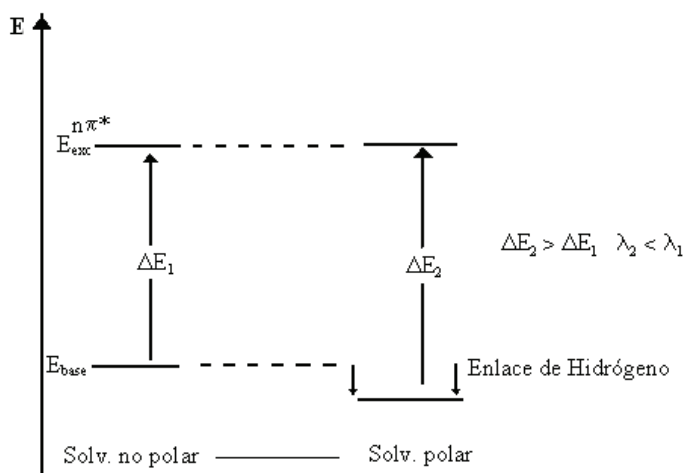 E
nπ*
E_exc
ΔE₁
ΔE₂
ΔE₂ > ΔE₁ λ₂ < λ₁
E_base
Enlace de Hidrógeno
Solv. no polar
Solv. polar